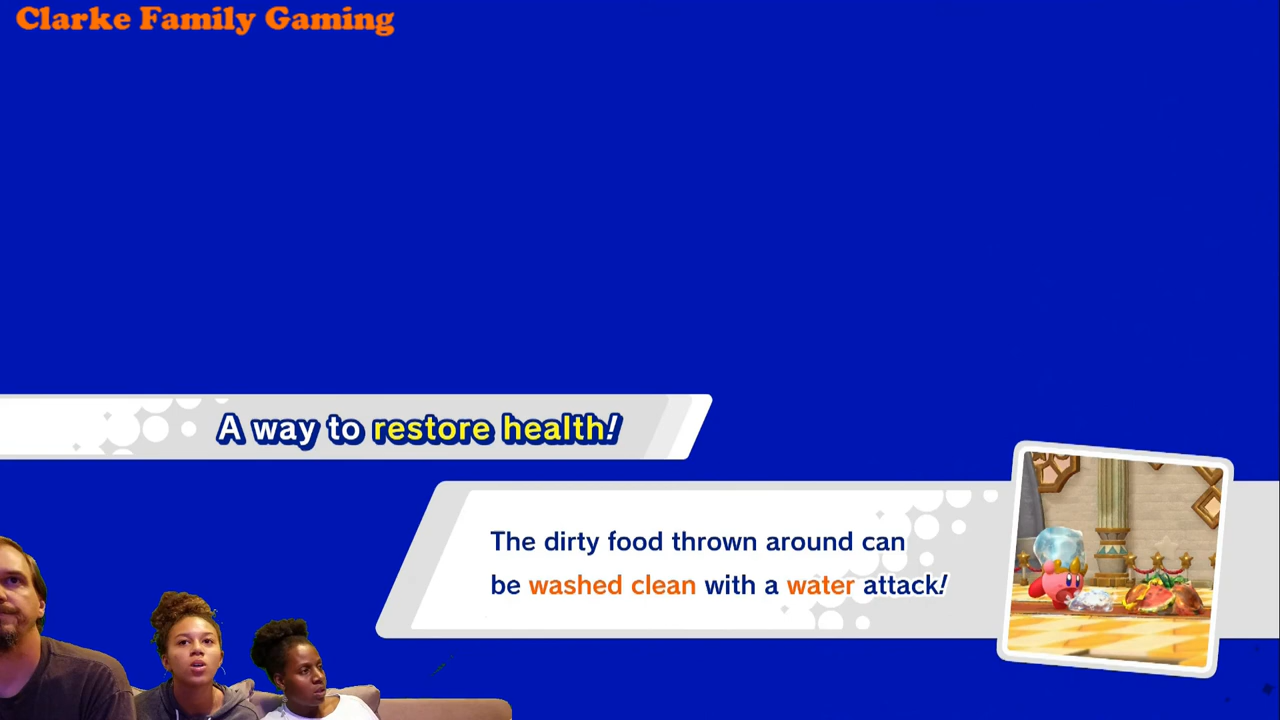 Clarke Family Gaming
A way to restore health!
The dirty food thrown around can
be washed clean with a water attack!